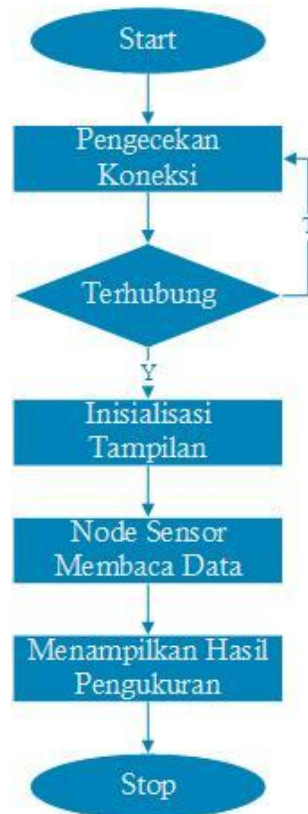 Start
Pengecekan
Koneksi
Terhubung
Y
Inisialisasi
Tampilan
Node Sensor
Membaca Data
Menampilkan Hasil
Pengukuran
Stop